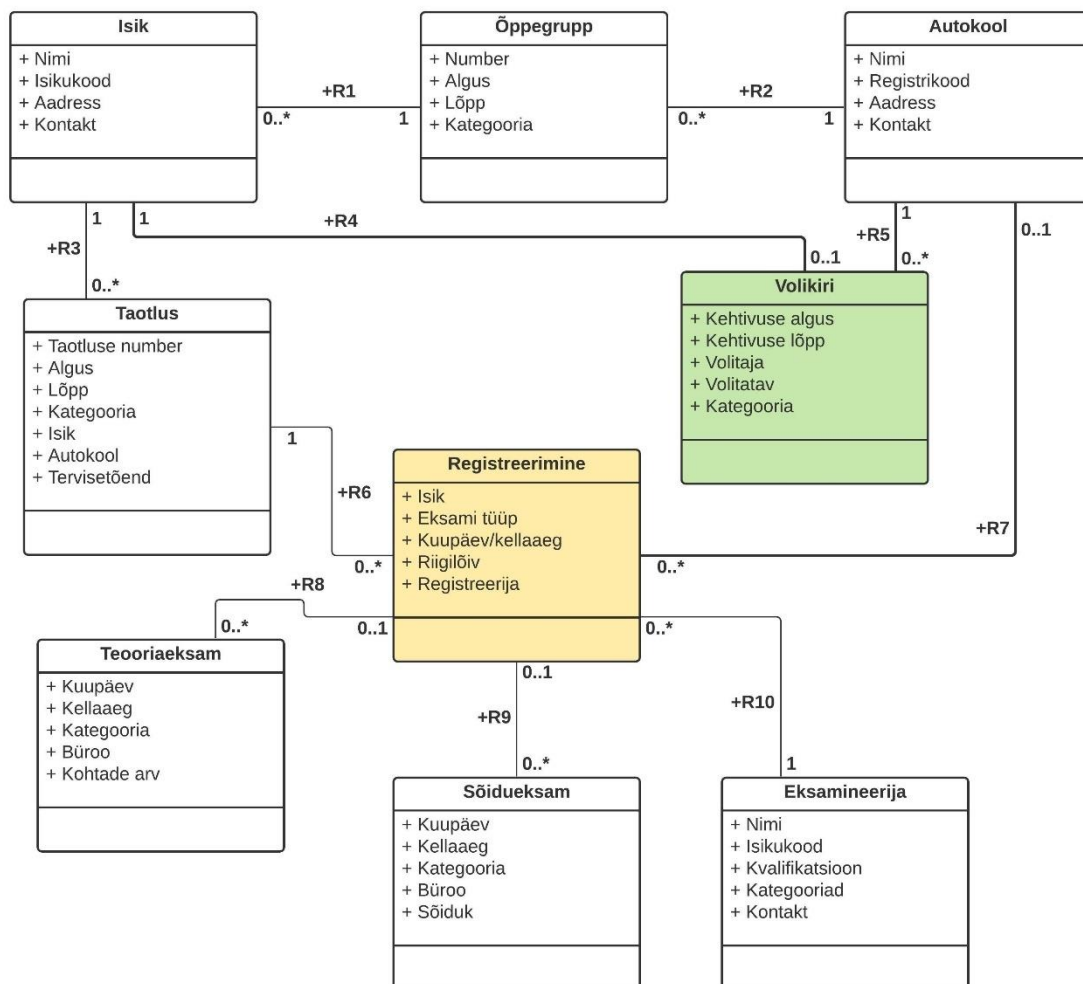 Isik
+ Nimi
+ Isikukood
+ Aadress
+ Kontakt
+R1
0..*
1
Õppegrupp
+ Number
+ Algus
+ Lõpp
+ Kategooria
+R2
0..*
1
Autokool
+ Nimi
+ Registrikood
+ Aadress
+ Kontakt
1
+R3
0..*
1
+R4
0..1
1
+R5
0..*
0..1
+R7
0..*
Volikiri
+ Kehtivuse algus
+ Kehtivuse lõpp
+ Volitaja
+ Volitatav
+ Kategooria
Taotlus
+ Taotluse number
+ Algus
+ Lõpp
+ Kategooria
+ Isik
+ Autokool
+ Tervisetõend
1
+R6
0..*
Registreerimine
+ Isik
+ Eksami tüüp
+ Kuupäev/kellaaeg
+ Riigilõiv
+ Registreerija
+R8
0..*
0..1
0..1
+R9
0..*
0..*
+R10
1
Teooriaeksam
+ Kuupäev
+ Kellaaeg
+ Kategooria
+ Büroo
+ Kohtade arv
Sõidueksam
+ Kuupäev
+ Kellaaeg
+ Kategooria
+ Büroo
+ Sõiduk
Eksamineerija
+ Nimi
+ Isikukood
+ Kvalifikatsioon
+ Kategooriad
+ Kontakt